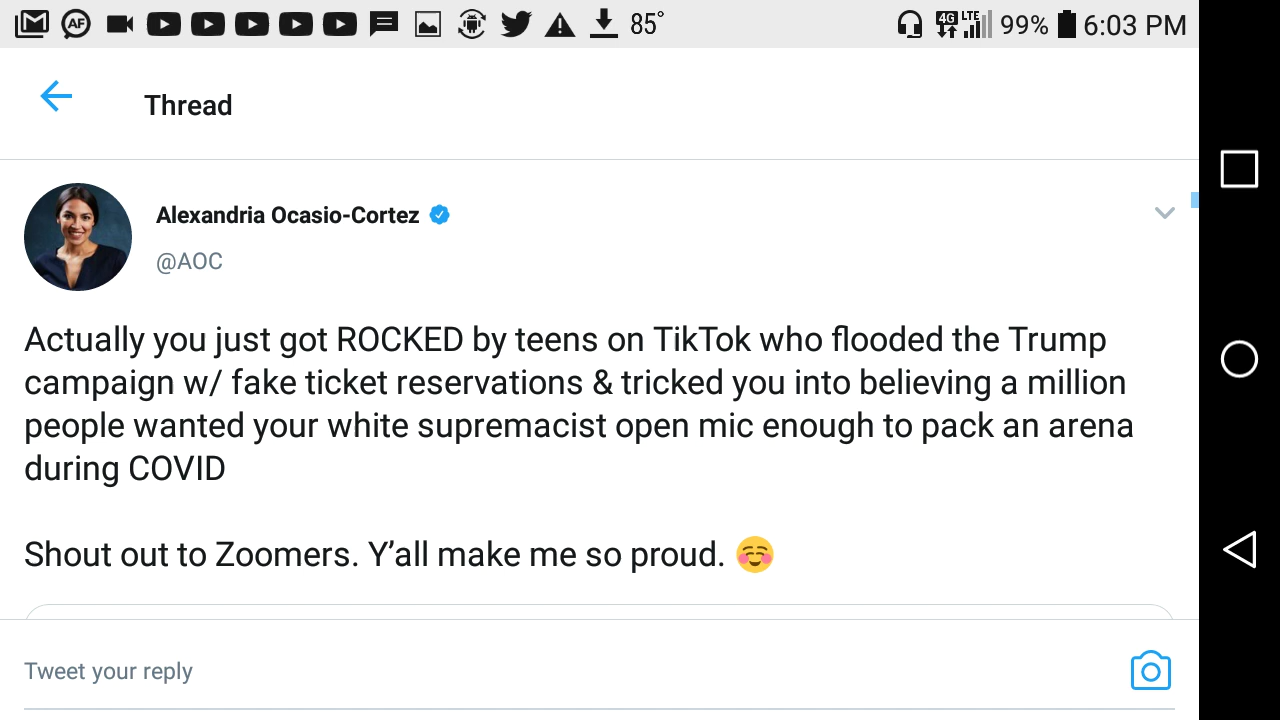 AF 85° 4G LTE 99% 6:03 PM
Thread
Alexandria Ocasio-Cortez
@AOC
Actually you just got ROCKED by teens on TikTok who flooded the Trump
campaign w/ fake ticket reservations & tricked you into believing a million
people wanted your white supremacist open mic enough to pack an arena
during COVID
Shout out to Zoomers. Y’all make me so proud. ☺️
Tweet your reply